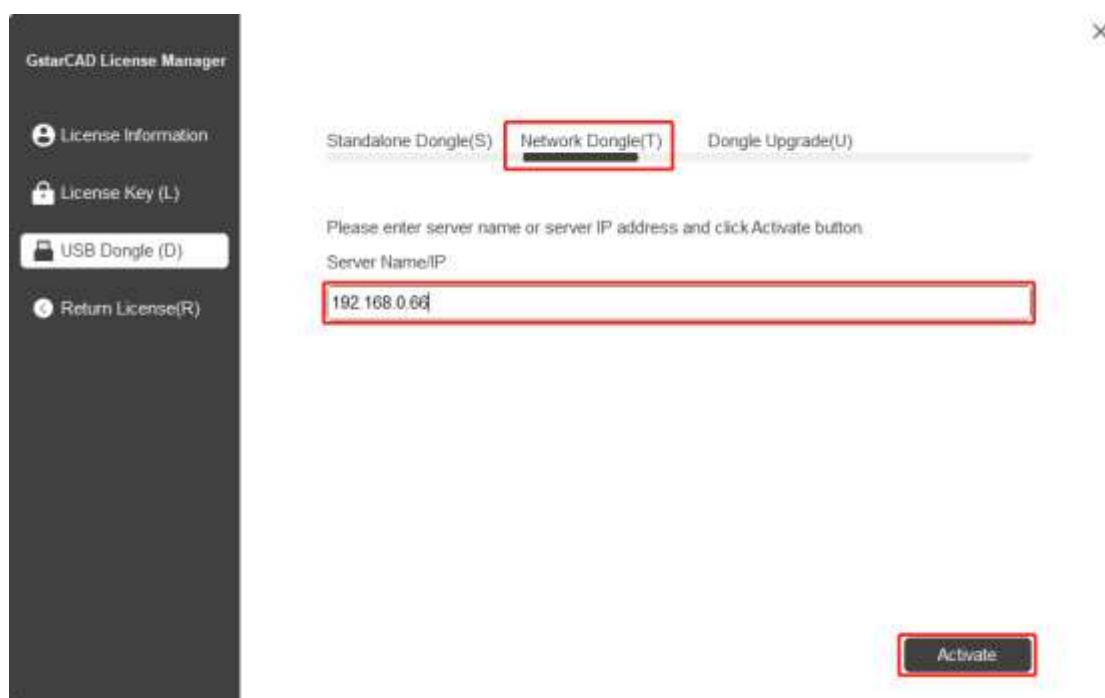 GstarCAD License Manager
License Information
License Key (L)
USB Dongle (D)
Return License(R)
Standalone Dongle(S) Network Dongle(T) Dongle Upgrade(U)
Please enter server name or server IP address and click Activate button
Server Name/IP
192.168.0.66
Activate